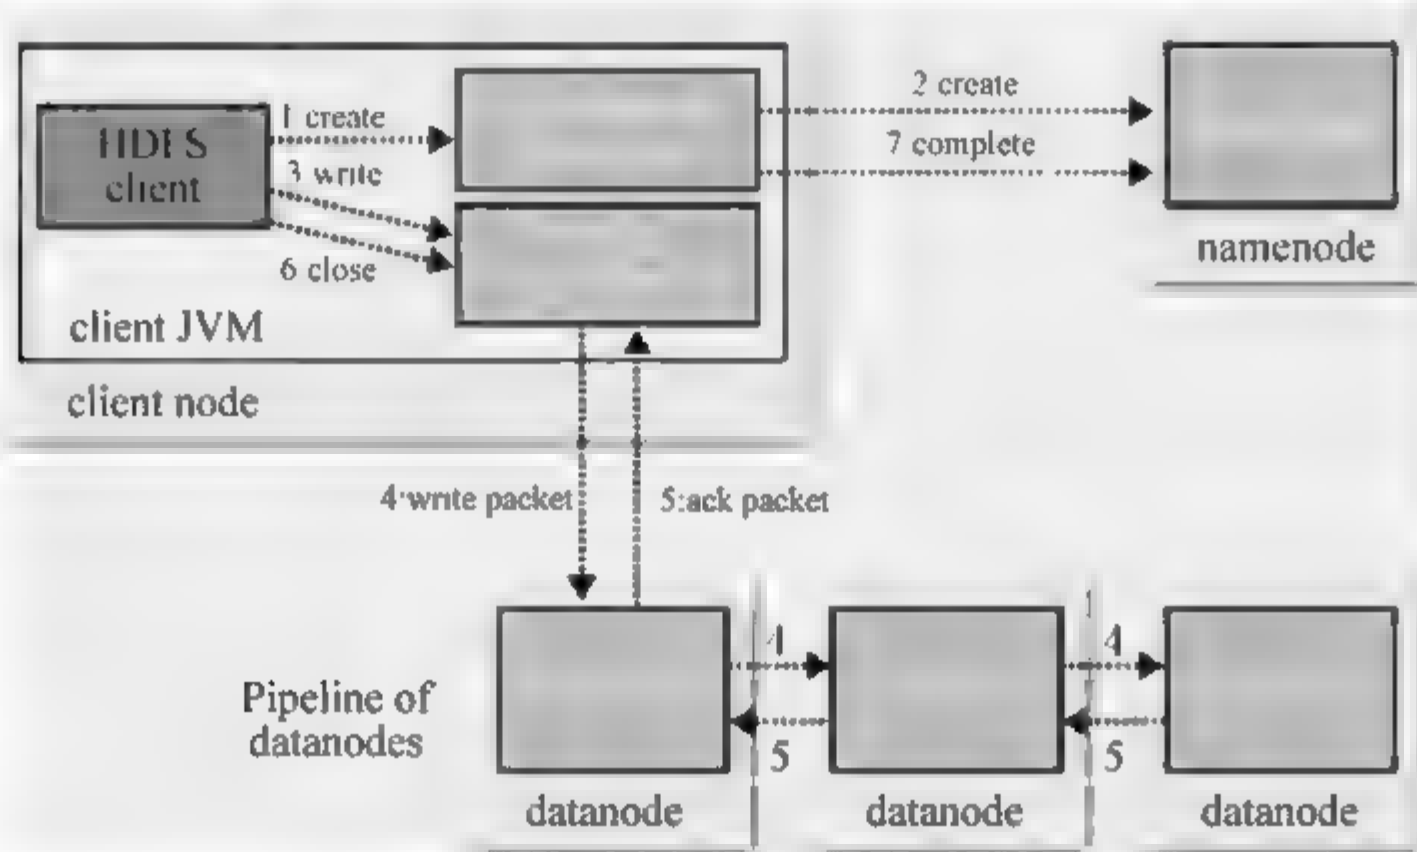 1 create
HDFS
client
3 write
6 close
client JVM
client node
2 create
7 complete
namenode
4:write packet
5:ack packet
Pipeline of
datanodes
4
5
4
5
datanode
datanode
datanode